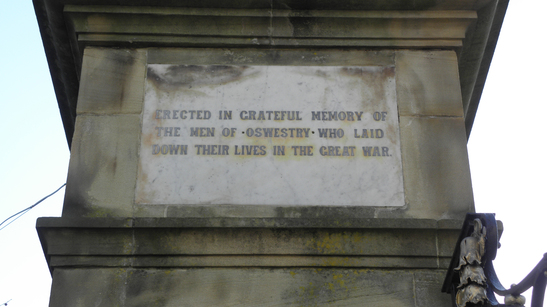 ERECTED IN GRATEFUL MEMORY OF
THE MEN OF ·OSWESTRY· WHO LAID
DOWN THEIR LIVES IN THE GREAT WAR.